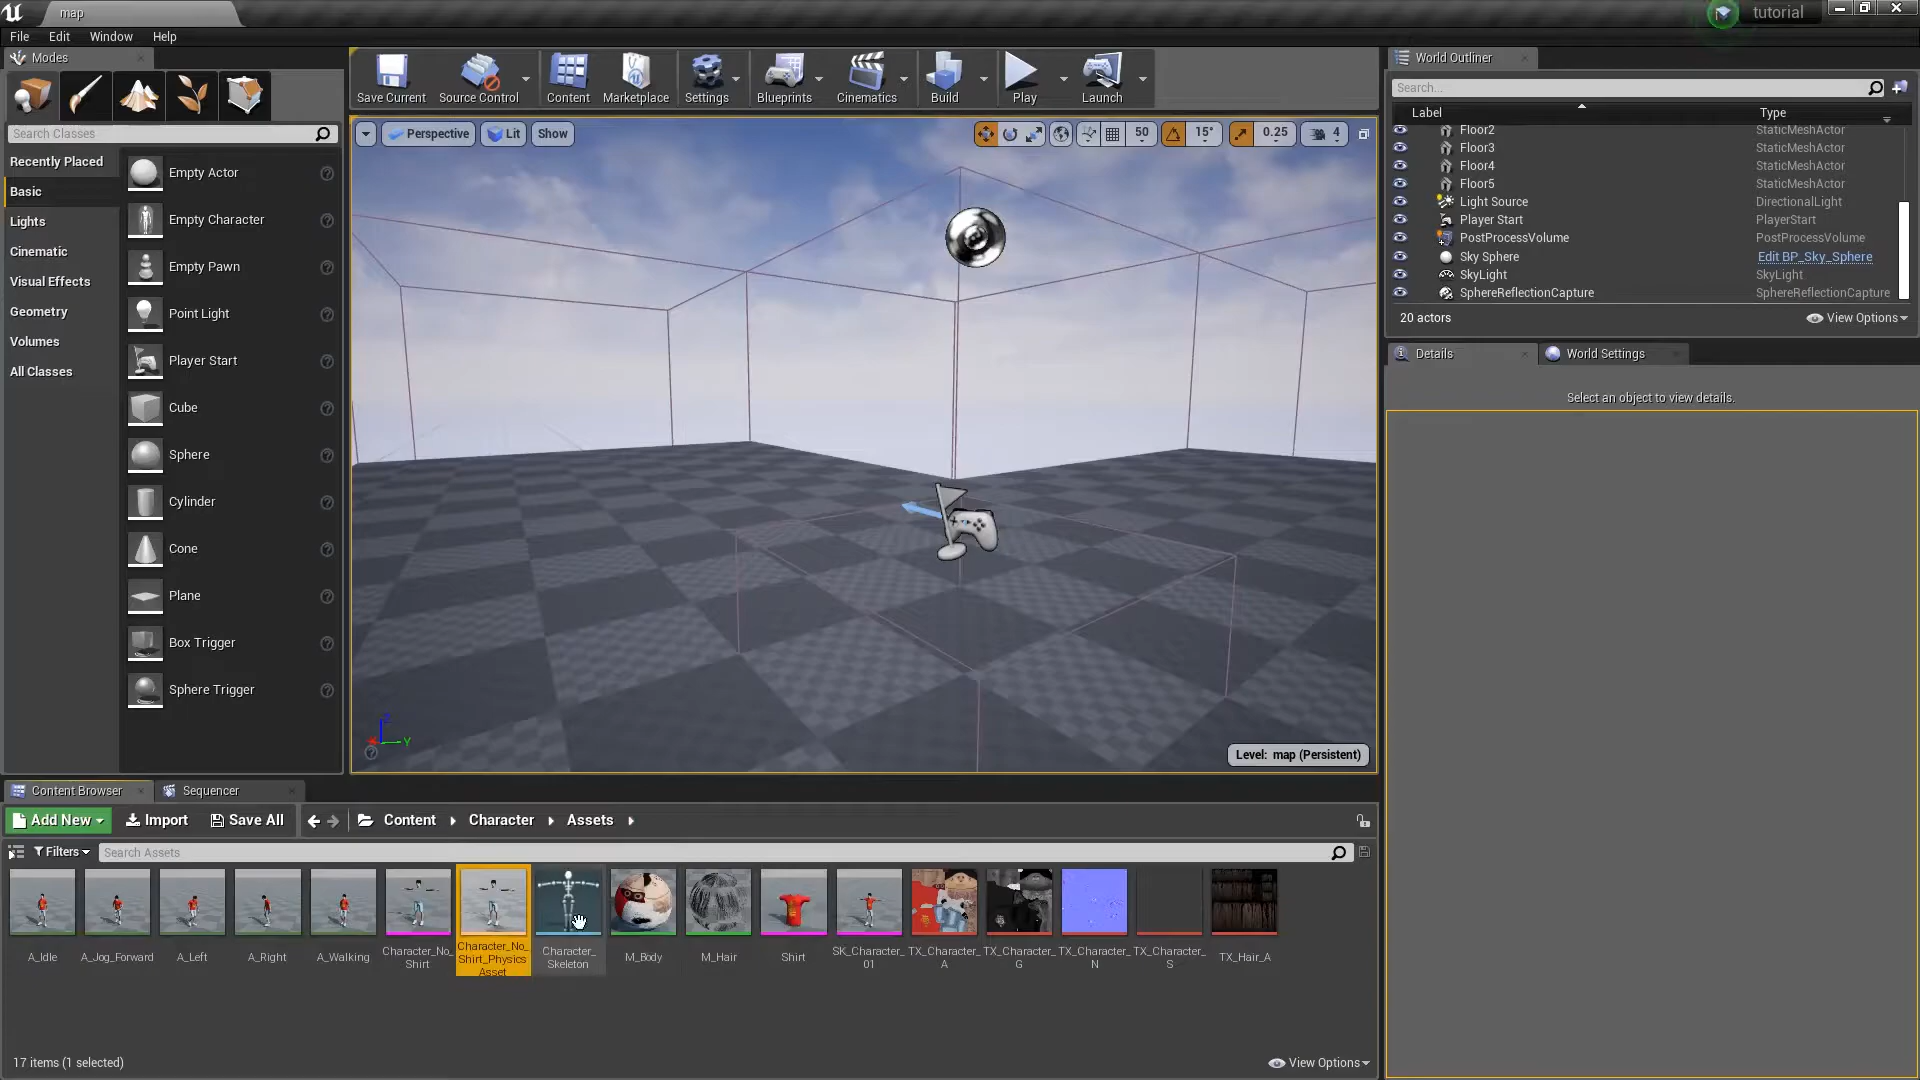 map
tutorial
File Edit Window Help
Modes
Search Classes
Recently Placed
Basic
Lights
Cinematic
Visual Effects
Geometry
Volumes
All Classes
Empty Actor
Empty Character
Empty Pawn
Point Light
Player Start
Cube
Sphere
Cylinder
Cone
Plane
Box Trigger
Sphere Trigger
Save Current Source Control Content Marketplace Settings Blueprints Cinematics Build Play Launch
Perspective Lit Show 50 15° 0.25 4
Z
Y
Level: map (Persistent)
World Outliner
Search...
Label Type
Floor2 StaticMeshActor
Floor3 StaticMeshActor
Floor4 StaticMeshActor
Floor5 StaticMeshActor
Light Source DirectionalLight
Player Start PlayerStart
PostProcessVolume PostProcessVolume
Sky Sphere Edit BP_Sky_Sphere
SkyLight SkyLight
SphereReflectionCapture SphereReflectionCapture
20 actors View Options
Details World Settings
Select an object to view details.
Content Browser Sequencer
Add New Import Save All Content Character Assets
Filters Search Assets
A_Idle
A_Jog_Forward
A_Left
A_Right
A_Walking
Character_No_
Shirt
Character_No_
Shirt_Physics
Asset
Character_
Skeleton
M_Body
M_Hair
Shirt
SK_Character_
01
TX_Character_
A
TX_Character_
G
TX_Character_
N
TX_Character_
S
TX_Hair_A
17 items (1 selected) View Options